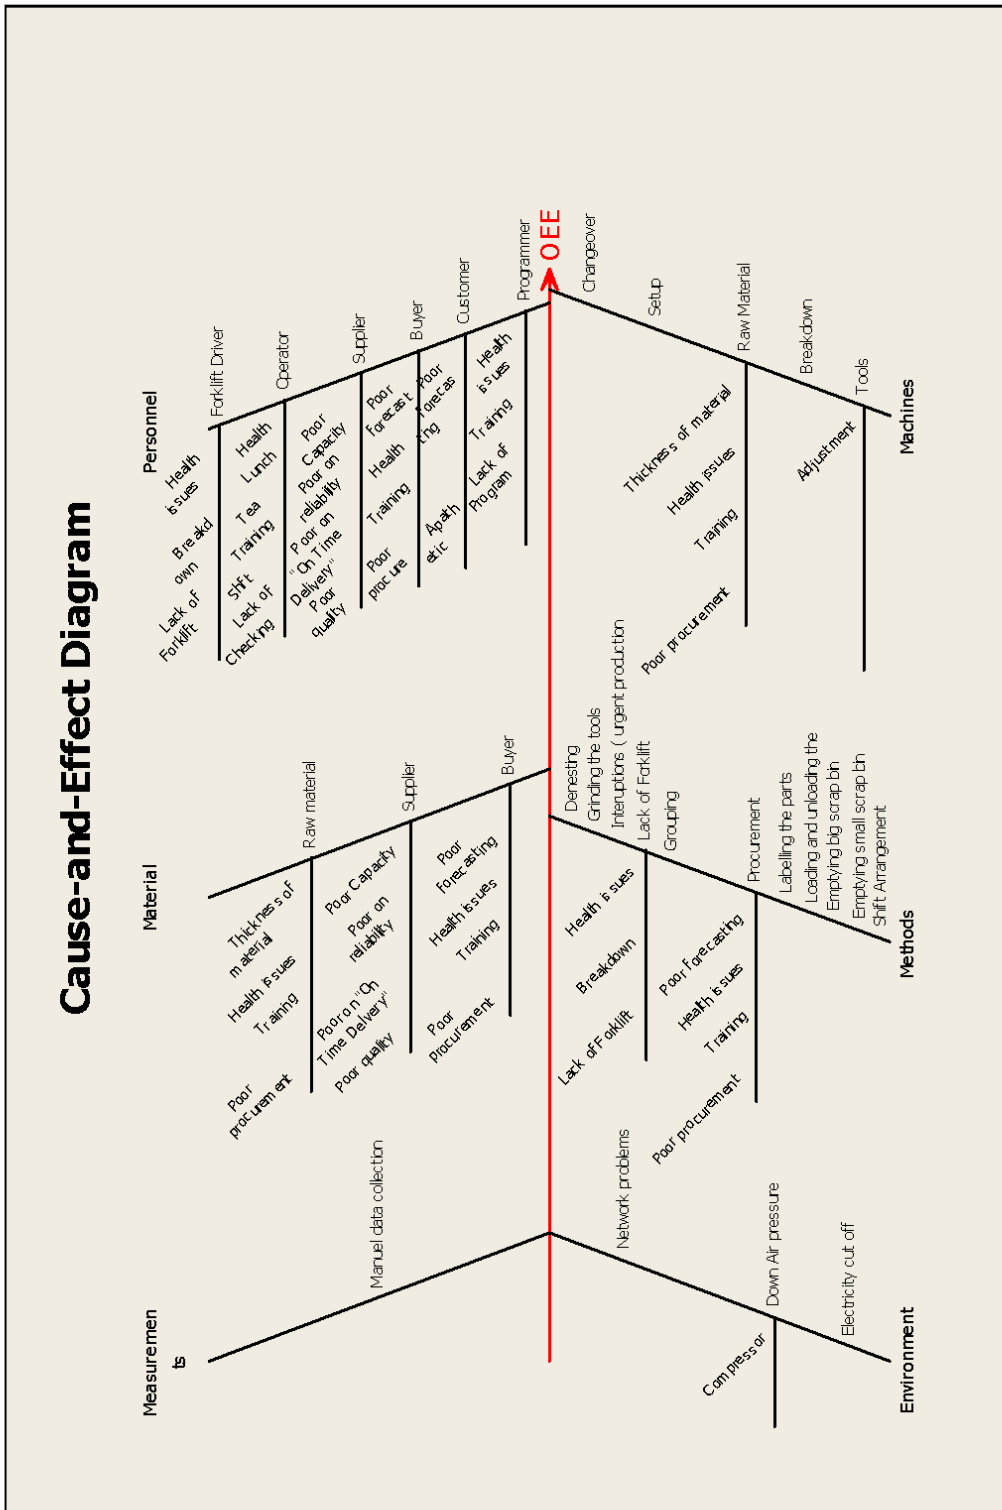 Cause-and-Effect Diagram
Measuremen
ts
Manuel data collection
Material
Raw material
Thickness of
material
Health issues
Training
Poor
procurement
Supplier
Poor Capacity
Poor on
reliability
Poor on "On
Time Delivery"
Poor quality
Buyer
Poor
forecasting
Health issues
Training
Poor
procurement
Personnel
Forklift Driver
Health
issues
Breakd
own
Lack of
Forklift
Operator
Health
Lunch
Tea
Training
Shift
Lack of
Checking
Supplier
Poor
Capacity
Poor on
reliability
Poor on
"On Time
Delivery"
Poor
quality
Buyer
Poor
forecast
Health
Training
Poor
procure
Customer
Poor
forecas
ting
Apath
etic
Programmer
Health
issues
Training
Lack of
Program
OEE
Environment
Network problems
Down Air pressure
Compressor
Electricity cut off
Methods
Denesting
Grinding the tools
Interuptions ( urgent production
Lack of Forklift
Health issues
Breakdown
Lack of Forklift
Grouping
Procurement
Poor forecasting
Health issues
Training
Poor procurement
Labelling the parts
Loading and unloading the
Emptying big scrap bin
Emptying small scrap bin
Shift Arrangement
Machines
Changeover
Setup
Raw Material
Thickness of material
Health issues
Training
Poor procurement
Breakdown
Tools
Adjustment